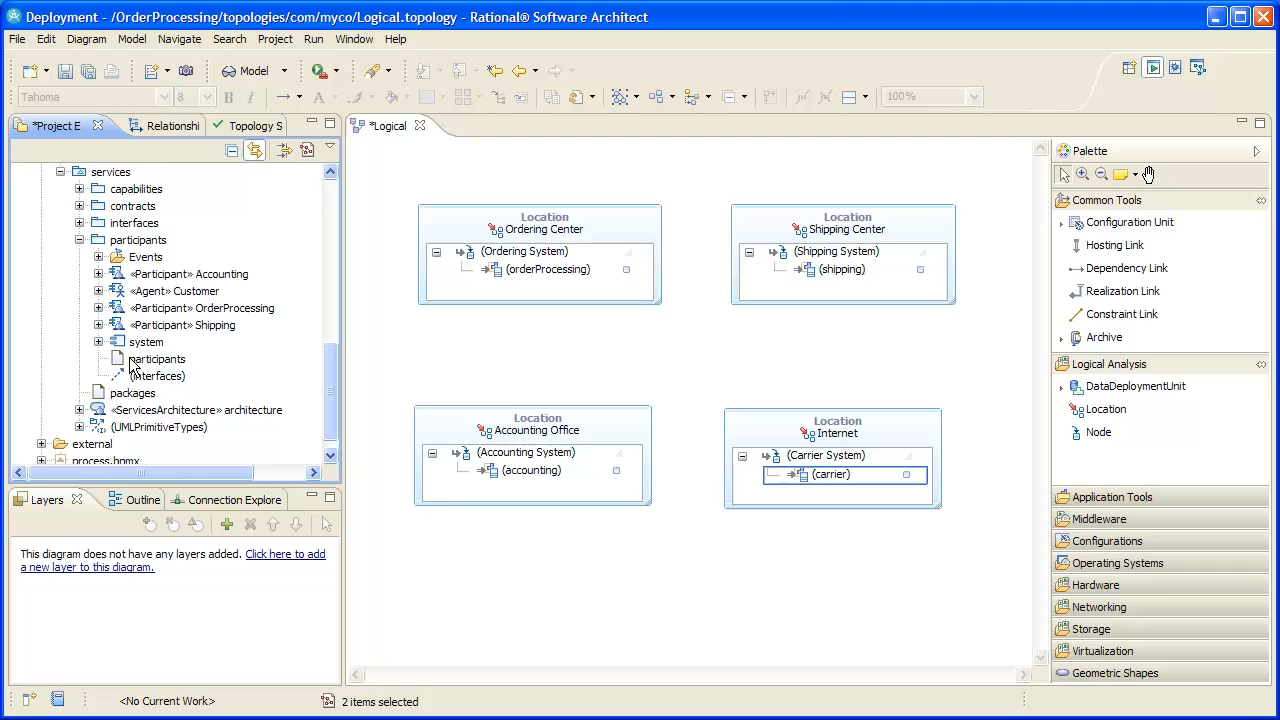 Deployment - /OrderProcessing/topologies/com/myco/Logical.topology - Rational® Software Architect
File Edit Diagram Model Navigate Search Project Run Window Help
Model
Tahoma 8 B I A 100%
*Project E Relationshi Topology S
services
capabilities
contracts
interfaces
participants
Events
«Participant» Accounting
«Agent» Customer
«Participant» OrderProcessing
«Participant» Shipping
system
participants
(interfaces)
packages
«ServicesArchitecture» architecture
(UMLPrimitiveTypes)
external
process.bpmx
Layers Outline Connection Explore
This diagram does not have any layers added. Click here to add
a new layer to this diagram.
*Logical
Location
Ordering Center
(Ordering System)
(orderProcessing)
Location
Shipping Center
(Shipping System)
(shipping)
Location
Accounting Office
(Accounting System)
(accounting)
Location
Internet
(Carrier System)
(carrier)
Palette
Common Tools
Configuration Unit
Hosting Link
Dependency Link
Realization Link
Constraint Link
Archive
Logical Analysis
DataDeploymentUnit
Location
Node
Application Tools
Middleware
Configurations
Operating Systems
Hardware
Networking
Storage
Virtualization
Geometric Shapes
<No Current Work> 2 items selected